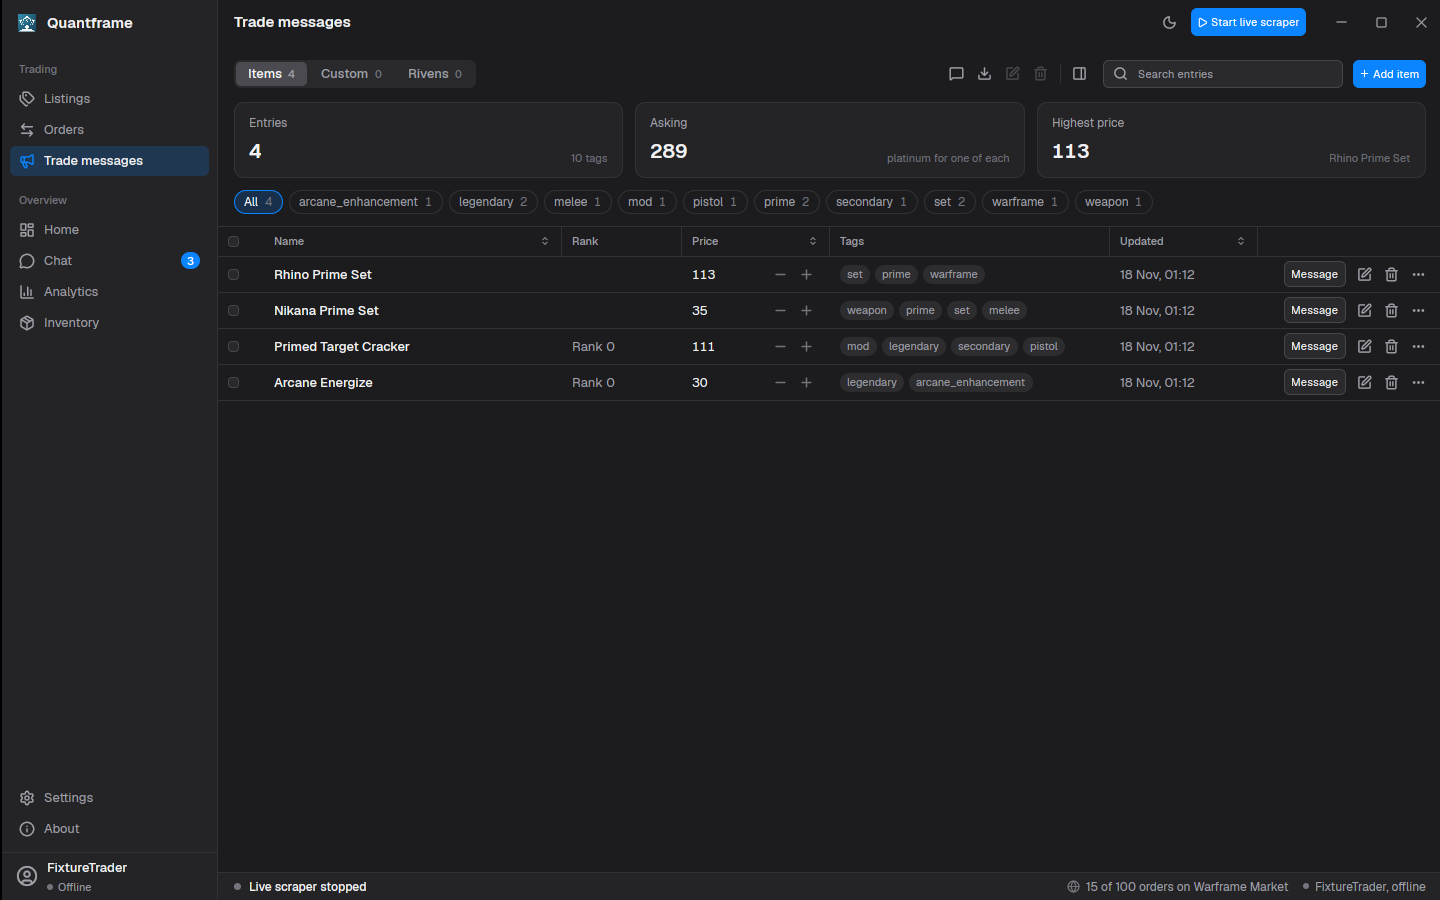 Quantframe
Trade messages
Start live scraper
Trading
Listings
Orders
Trade messages
Overview
Home
Chat 3
Analytics
Inventory
Settings
About
FixtureTrader
Offline
Items 4 Custom 0 Rivens 0
Search entries
+ Add item
Entries
4
10 tags
Asking
289
platinum for one of each
Highest price
113
Rhino Prime Set
All 4 arcane_enhancement 1 legendary 2 melee 1 mod 1 pistol 1 prime 2 secondary 1 set 2 warframe 1 weapon 1
Name Rank Price Tags Updated
Rhino Prime Set 113 set prime warframe 18 Nov, 01:12 Message
Nikana Prime Set 35 weapon prime set melee 18 Nov, 01:12 Message
Primed Target Cracker Rank 0 111 mod legendary secondary pistol 18 Nov, 01:12 Message
Arcane Energize Rank 0 30 legendary arcane_enhancement 18 Nov, 01:12 Message
Live scraper stopped
15 of 100 orders on Warframe Market
FixtureTrader, offline